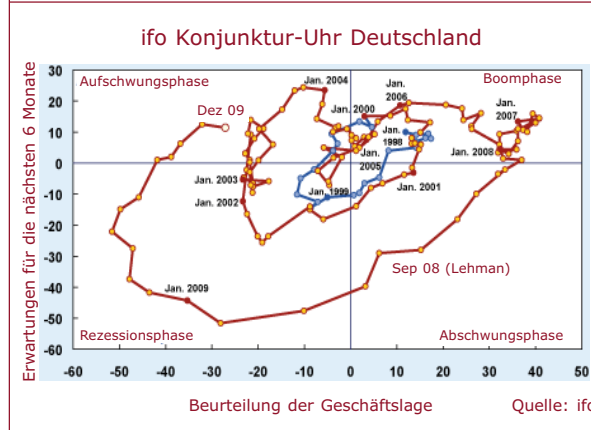 ifo Konjunktur-Uhr Deutschland
Erwartungen für die nächsten 6 Monate
30
20
10
0
-10
-20
-30
-40
-50
-60
Aufschwungsphase
Boomphase
Dez 09
Jan. 2004
Jan. 2000
Jan. 2006
Jan. 2007
Jan. 1998
Jan. 2008
Jan. 2005
Jan. 2003
Jan. 2002
Jan. 1999
Jan. 2001
Sep 08 (Lehman)
Jan. 2009
Rezessionsphase
Abschwungsphase
-60 -50 -40 -30 -20 -10 0 10 20 30 40 50
Beurteilung der Geschäftslage
Quelle: ifo